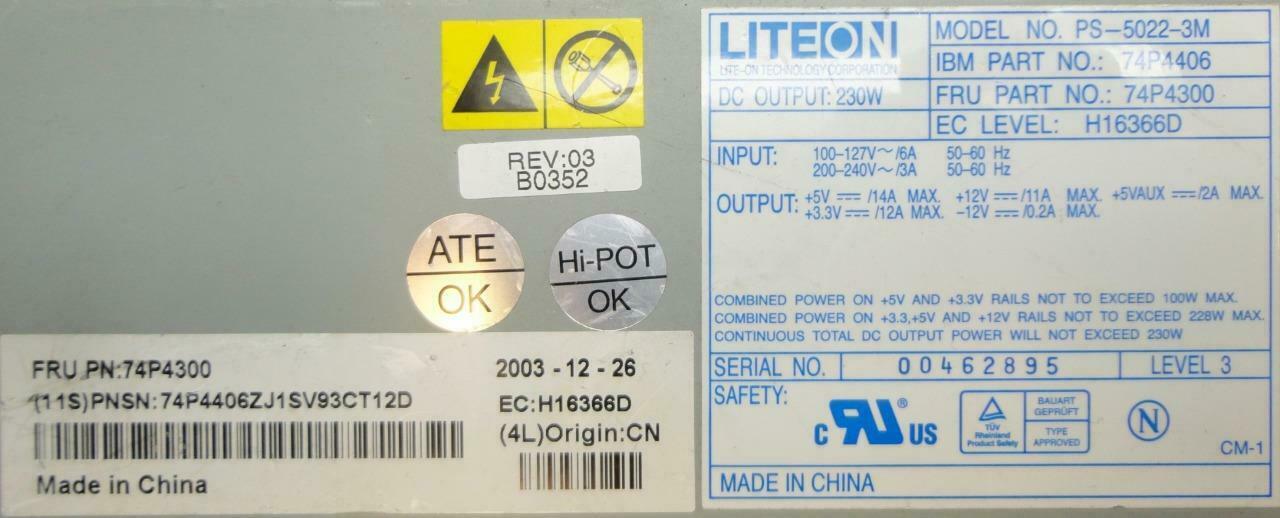 REV:03
B0352
ATE
OK
Hi-POT
OK
FRU PN:74P4300
2003 - 12 - 26
(11S)PNSN:74P4406ZJ1SV93CT12D
EC:H16366D
(4L)Origin:CN
Made in China
LITEON
LITE-ON TECHNOLOGY CORPORATION
MODEL NO. PS-5022-3M
IBM PART NO.: 74P4406
DC OUTPUT: 230W
FRU PART NO.: 74P4300
EC LEVEL: H16366D
INPUT: 100-127V～/6A 50-60 Hz
200-240V～/3A 50-60 Hz
OUTPUT: +5V⎓/14A MAX. +12V⎓/11A MAX. +5VAUX⎓/2A MAX.
+3.3V⎓/12A MAX. -12V⎓/0.2A MAX.
COMBINED POWER ON +5V AND +3.3V RAILS NOT TO EXCEED 100W MAX.
COMBINED POWER ON +3.3,+5V AND +12V RAILS NOT TO EXCEED 228W MAX.
CONTINUOUS TOTAL DC OUTPUT POWER WILL NOT EXCEED 230W
SERIAL NO. 00462895 LEVEL 3
SAFETY:
c RU ® US
TÜV
Rheinland
Product Safety
BAUART
GEPRÜFT
TYPE
APPROVED
N
CM-1
MADE IN CHINA